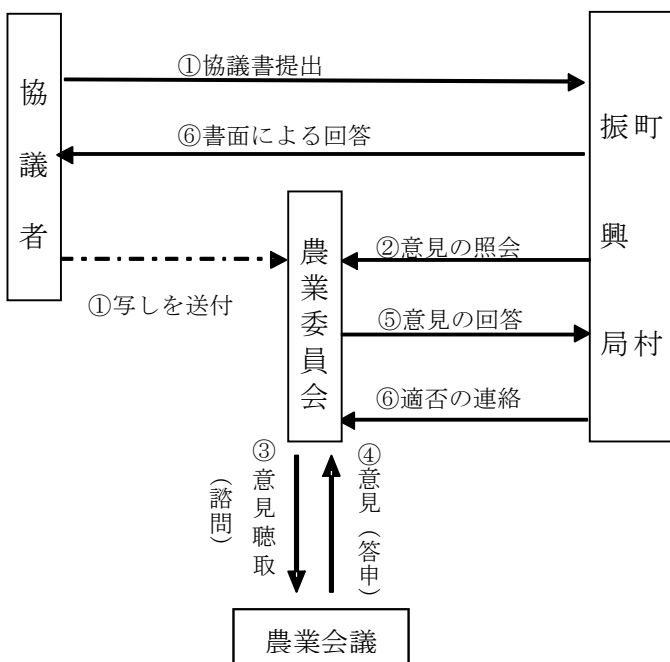 協議者
①協議書提出
⑥書面による回答
①写しを送付
農業委員会
②意見の照会
⑤意見の回答
⑥適否の連絡
町村
振興局
③意見聴取
(諮問)
④意見(答申)
農業会議